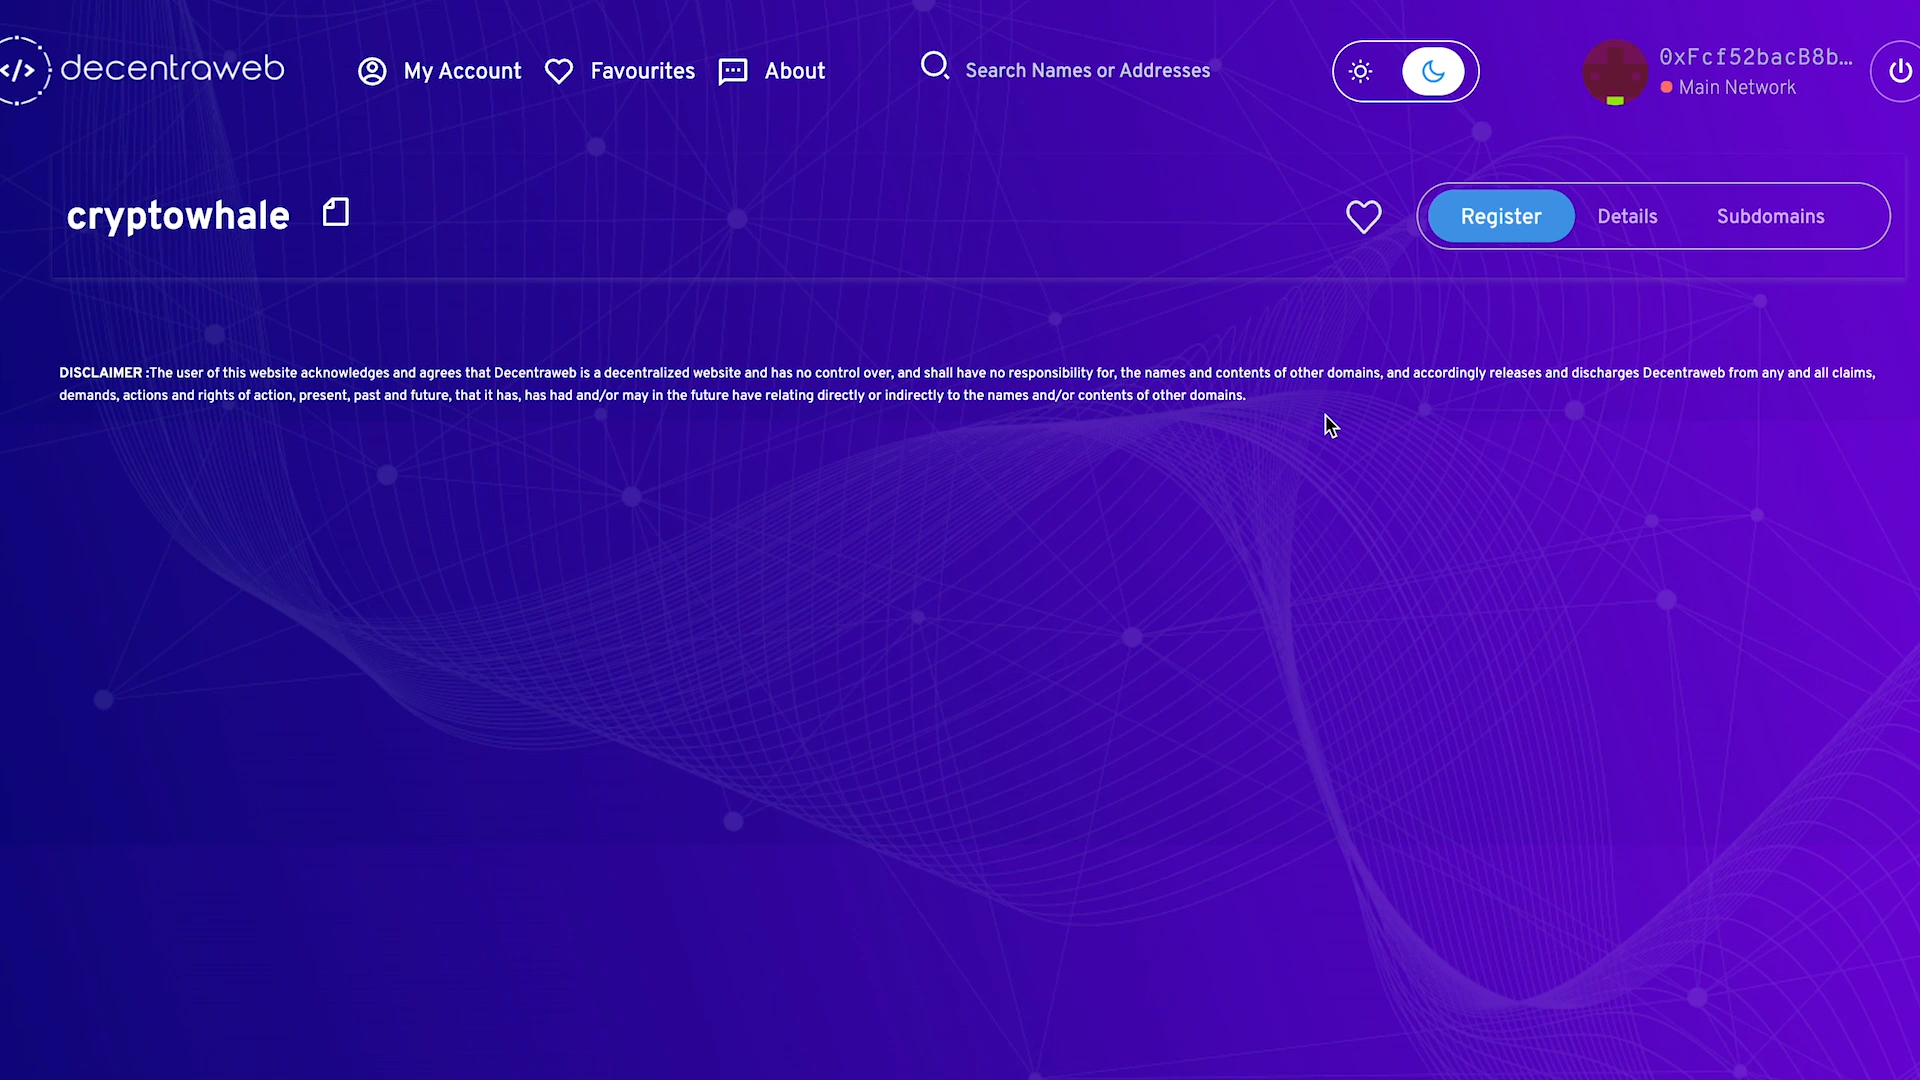 </> decentraweb
My Account
Favourites
About
Search Names or Addresses
0xFcf52bacB8b...
Main Network
cryptowhale
Register
Details
Subdomains
DISCLAIMER :The user of this website acknowledges and agrees that Decentraweb is a decentralized website and has no control over, and shall have no responsibility for, the names and contents of other domains, and accordingly releases and discharges Decentraweb from any and all claims,
demands, actions and rights of action, present, past and future, that it has, has had and/or may in the future have relating directly or indirectly to the names and/or contents of other domains.